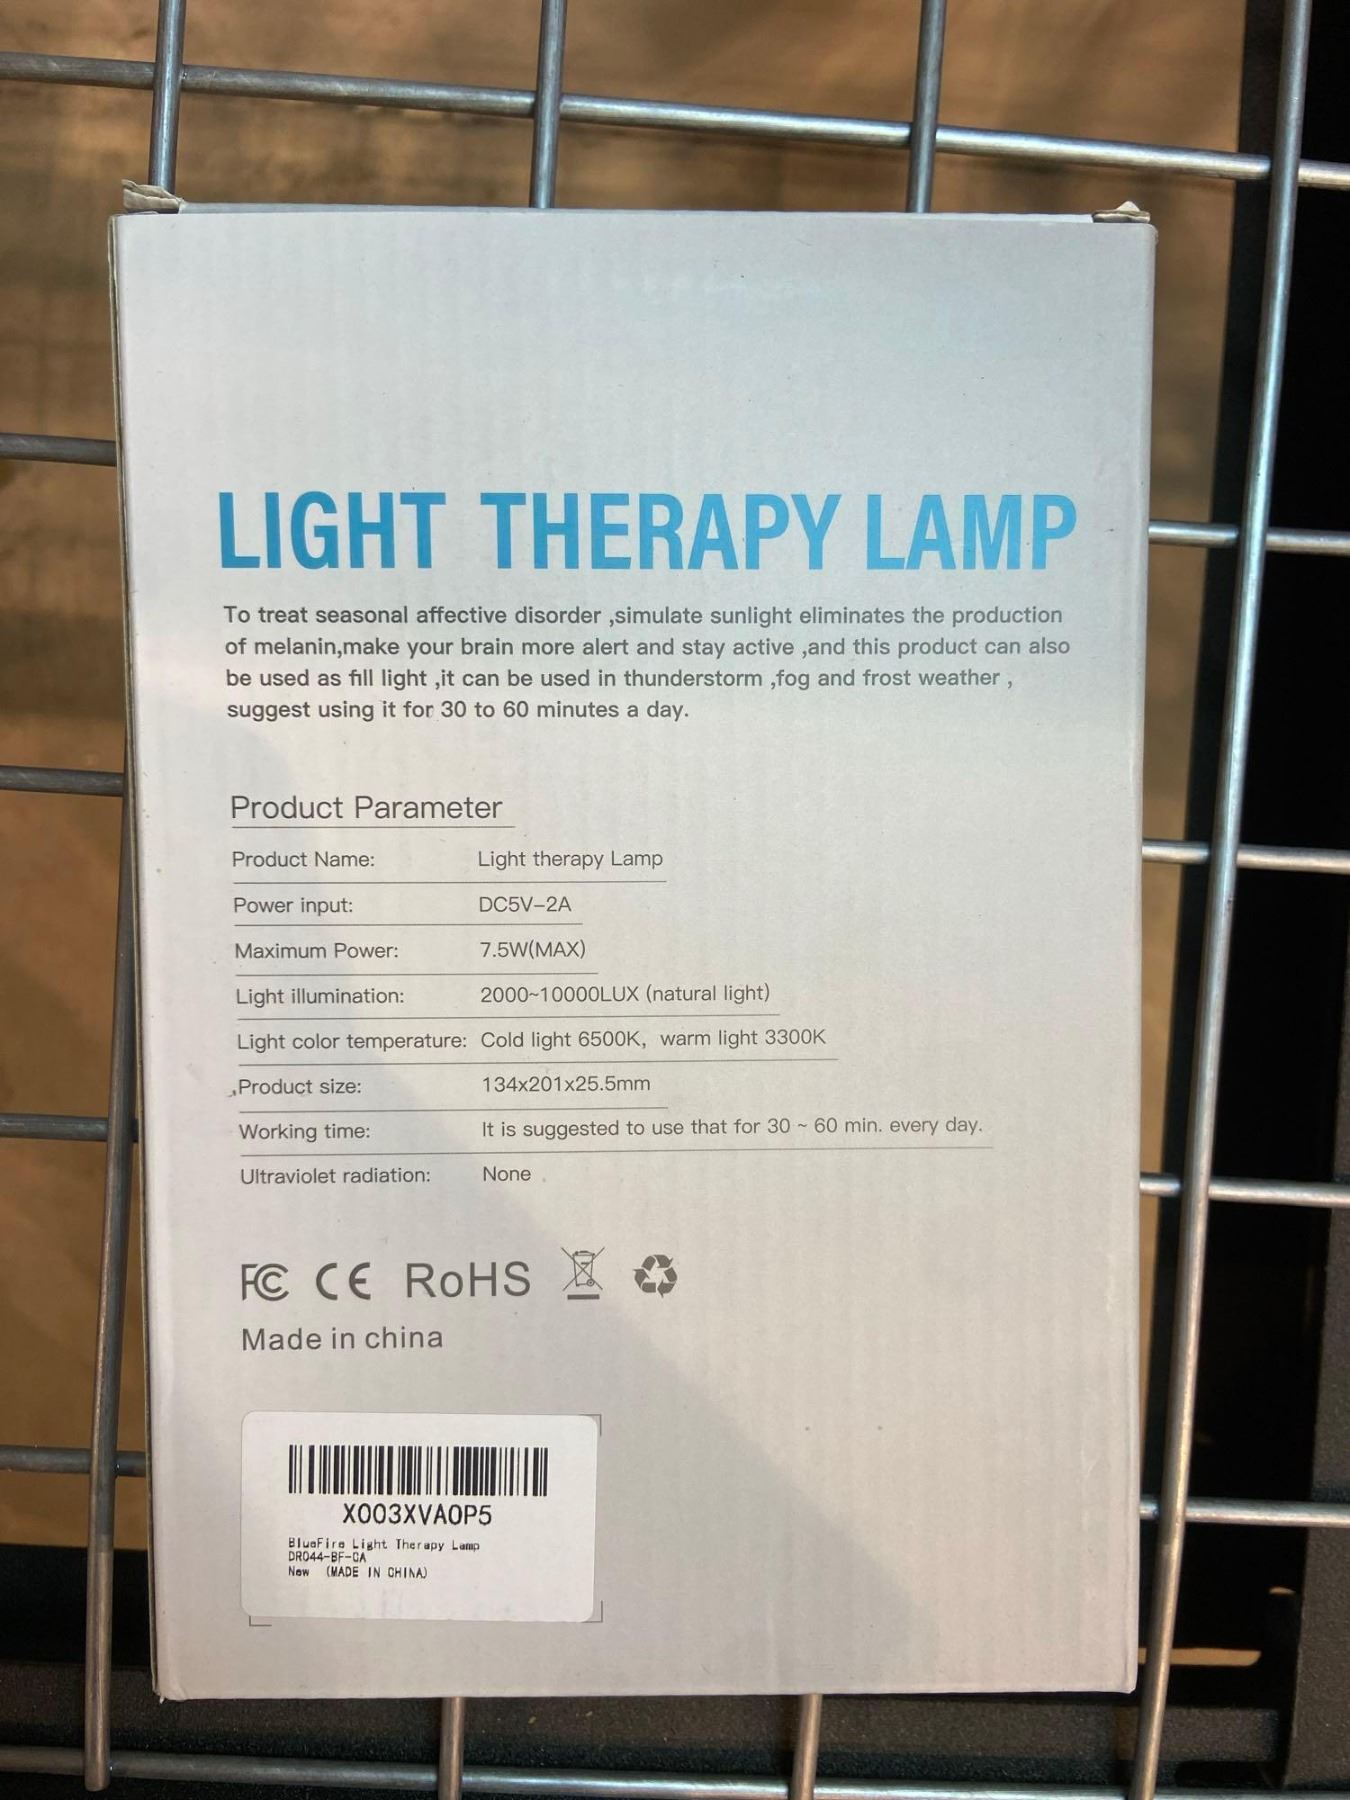 LIGHT THERAPY LAMP
To treat seasonal affective disorder ,simulate sunlight eliminates the production
of melanin,make your brain more alert and stay active ,and this product can also
be used as fill light ,it can be used in thunderstorm ,fog and frost weather ,
suggest using it for 30 to 60 minutes a day.
Product Parameter
Product Name: Light therapy Lamp
Power input: DC5V-2A
Maximum Power: 7.5W(MAX)
Light illumination: 2000~10000LUX (natural light)
Light color temperature: Cold light 6500K, warm light 3300K
Product size: 134x201x25.5mm
Working time: It is suggested to use that for 30 ~ 60 min. every day.
Ultraviolet radiation: None
FC CE RoHS
Made in china
X003XVA0P5
BlueFire Light Therapy Lamp
DR044-BF-CA
New (MADE IN CHINA)